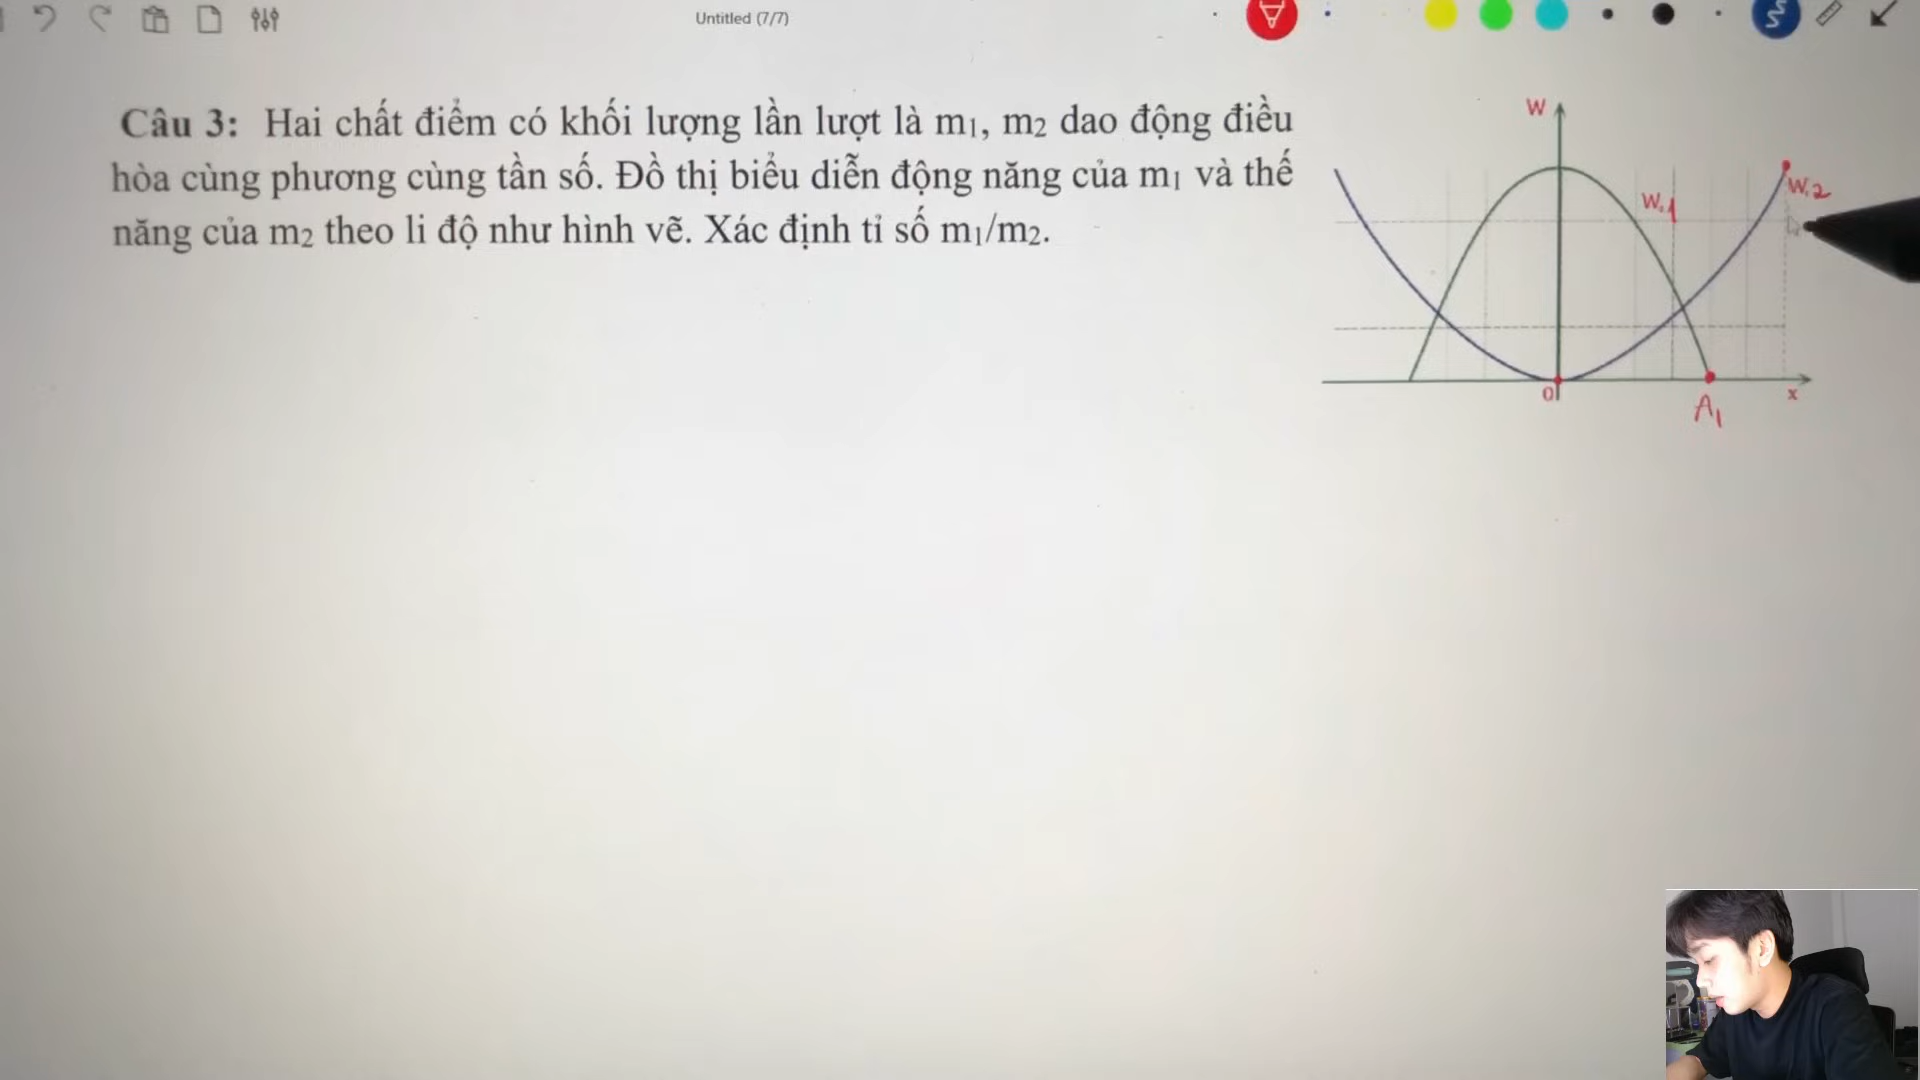 Untitled (7/7)
Câu 3: Hai chất điểm có khối lượng lần lượt là m₁, m₂ dao động điều
hòa cùng phương cùng tần số. Đồ thị biểu diễn động năng của m₁ và thế
năng của m₂ theo li độ như hình vẽ. Xác định tỉ số m₁/m₂.
W
W.1
W.2
O
A₁
x